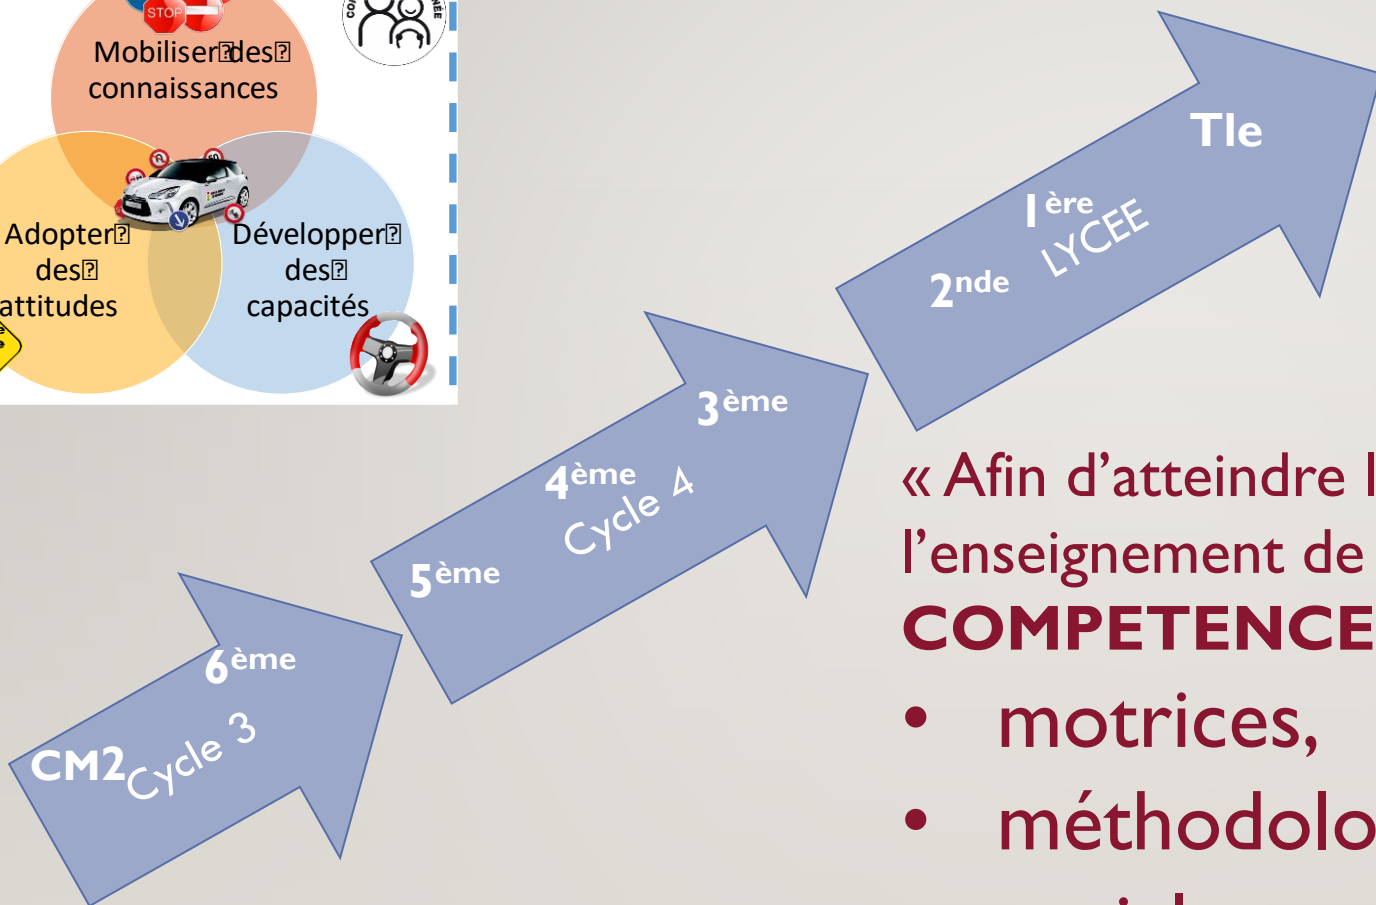 STOP
Mobiliser des
connaissances
Adopter
des
attitudes
Développer
des
capacités
Tle
1ère
LYCEE
2nde
3ème
4ème
Cycle 4
5ème
6ème
Cycle 3
CM2
« Afin d’atteindre l
l’enseignement de
COMPETENCE
• motrices,
• méthodolo